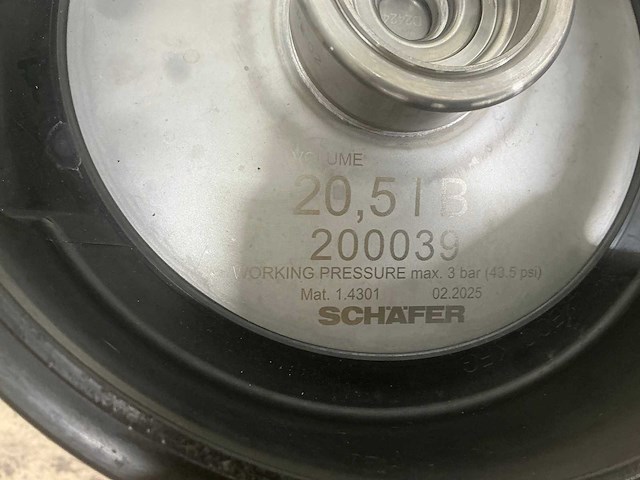 VOLUME
20,5 l B
200039
WORKING PRESSURE max. 3 bar (43.5 psi)
Mat. 1.4301 02.2025
SCHÄFER